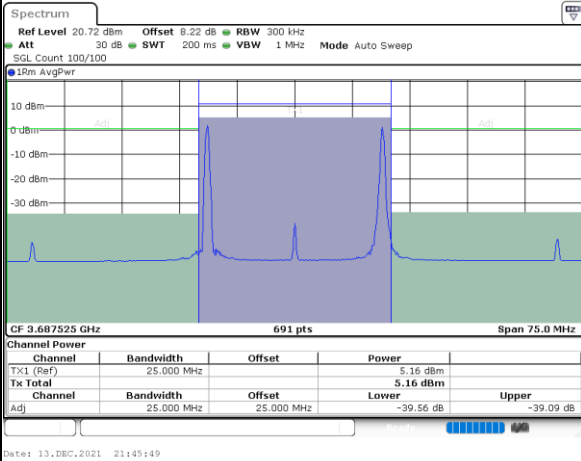 Spectrum
Ref Level 20.72 dBm Offset 8.22 dB RBW 300 kHz
Att 30 dB SWT 200 ms VBW 1 MHz Mode Auto Sweep
SGL Count 100/100
1Rm AvgPwr
10 dBm
TX1
Adj Adj
0 dBm
-10 dBm
-20 dBm
-30 dBm
CF 3.687525 GHz 691 pts Span 75.0 MHz
Channel Power
Channel Bandwidth Offset Power
TX1 (Ref) 25.000 MHz 5.16 dBm
Tx Total 5.16 dBm
Channel Bandwidth Offset Lower Upper
Adj 25.000 MHz 25.000 MHz -39.56 dB -39.09 dB
Ready
Date: 13.DEC.2021 21:45:49